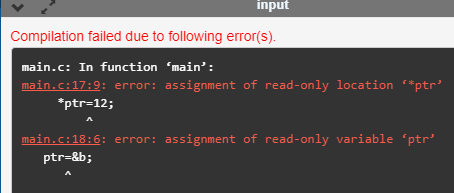 input
Compilation failed due to following error(s).
main.c: In function ‘main’:
main.c:17:9: error: assignment of read-only location ‘*ptr’
*ptr=12;
^
main.c:18:6: error: assignment of read-only variable ‘ptr’
ptr=&b;
^